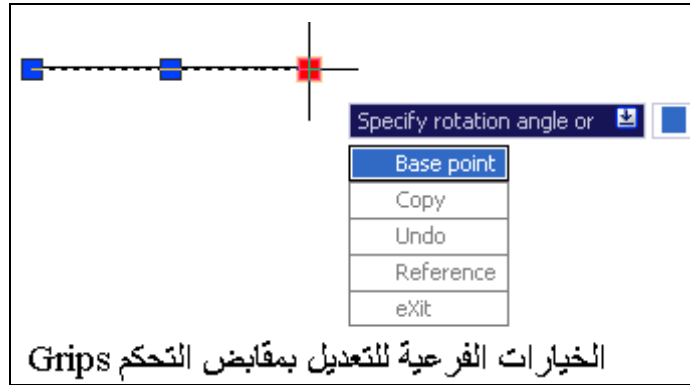 Specify rotation angle or
Base point
Copy
Undo
Reference
eXit
الخيارات الفرعية للتعديل بمقابض التحكم Grips